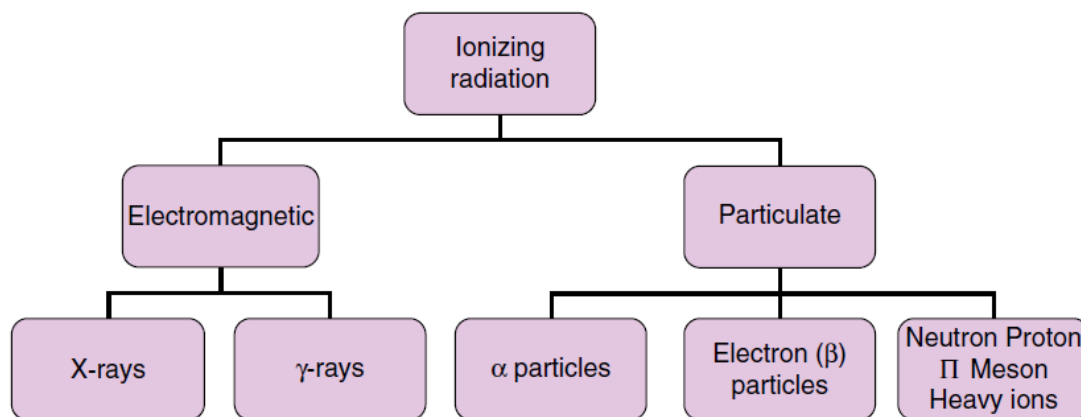 Ionizing
radiation
Electromagnetic
Particulate
X-rays
γ-rays
α particles
Electron (β)
particles
Neutron Proton
Π Meson
Heavy ions